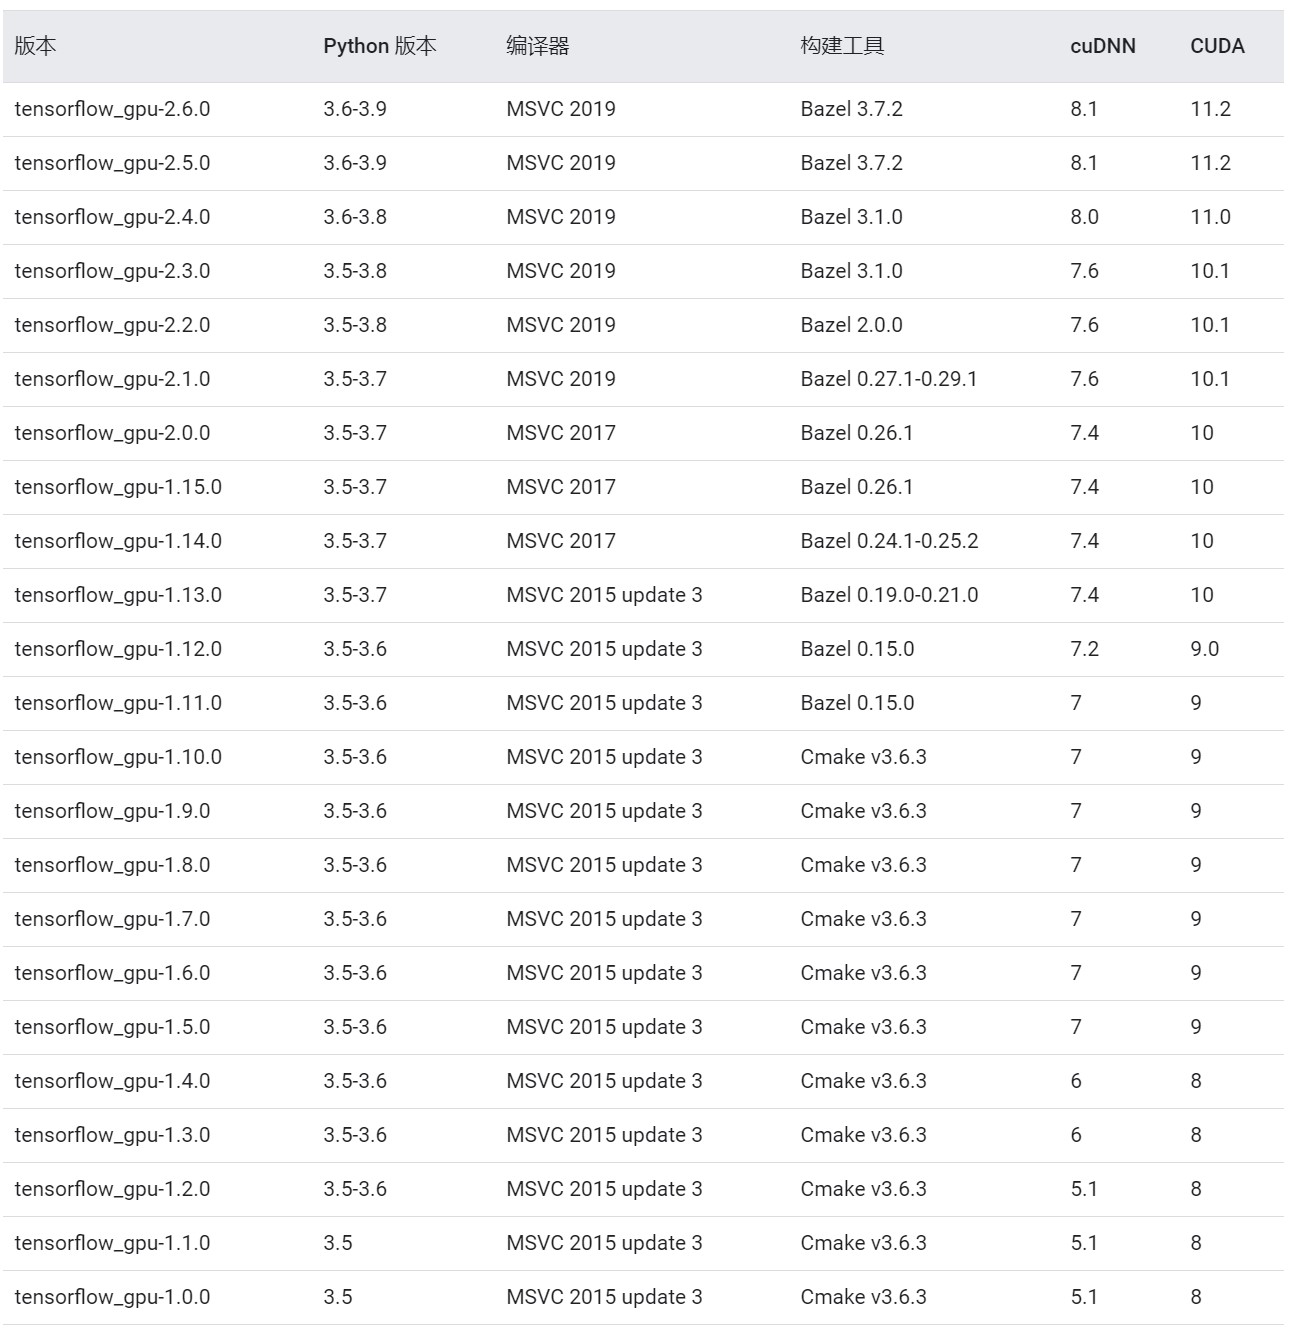 版本 Python 版本 编译器 构建工具 cuDNN CUDA
tensorflow_gpu-2.6.0 3.6-3.9 MSVC 2019 Bazel 3.7.2 8.1 11.2
tensorflow_gpu-2.5.0 3.6-3.9 MSVC 2019 Bazel 3.7.2 8.1 11.2
tensorflow_gpu-2.4.0 3.6-3.8 MSVC 2019 Bazel 3.1.0 8.0 11.0
tensorflow_gpu-2.3.0 3.5-3.8 MSVC 2019 Bazel 3.1.0 7.6 10.1
tensorflow_gpu-2.2.0 3.5-3.8 MSVC 2019 Bazel 2.0.0 7.6 10.1
tensorflow_gpu-2.1.0 3.5-3.7 MSVC 2019 Bazel 0.27.1-0.29.1 7.6 10.1
tensorflow_gpu-2.0.0 3.5-3.7 MSVC 2017 Bazel 0.26.1 7.4 10
tensorflow_gpu-1.15.0 3.5-3.7 MSVC 2017 Bazel 0.26.1 7.4 10
tensorflow_gpu-1.14.0 3.5-3.7 MSVC 2017 Bazel 0.24.1-0.25.2 7.4 10
tensorflow_gpu-1.13.0 3.5-3.7 MSVC 2015 update 3 Bazel 0.19.0-0.21.0 7.4 10
tensorflow_gpu-1.12.0 3.5-3.6 MSVC 2015 update 3 Bazel 0.15.0 7.2 9.0
tensorflow_gpu-1.11.0 3.5-3.6 MSVC 2015 update 3 Bazel 0.15.0 7 9
tensorflow_gpu-1.10.0 3.5-3.6 MSVC 2015 update 3 Cmake v3.6.3 7 9
tensorflow_gpu-1.9.0 3.5-3.6 MSVC 2015 update 3 Cmake v3.6.3 7 9
tensorflow_gpu-1.8.0 3.5-3.6 MSVC 2015 update 3 Cmake v3.6.3 7 9
tensorflow_gpu-1.7.0 3.5-3.6 MSVC 2015 update 3 Cmake v3.6.3 7 9
tensorflow_gpu-1.6.0 3.5-3.6 MSVC 2015 update 3 Cmake v3.6.3 7 9
tensorflow_gpu-1.5.0 3.5-3.6 MSVC 2015 update 3 Cmake v3.6.3 7 9
tensorflow_gpu-1.4.0 3.5-3.6 MSVC 2015 update 3 Cmake v3.6.3 6 8
tensorflow_gpu-1.3.0 3.5-3.6 MSVC 2015 update 3 Cmake v3.6.3 6 8
tensorflow_gpu-1.2.0 3.5-3.6 MSVC 2015 update 3 Cmake v3.6.3 5.1 8
tensorflow_gpu-1.1.0 3.5 MSVC 2015 update 3 Cmake v3.6.3 5.1 8
tensorflow_gpu-1.0.0 3.5 MSVC 2015 update 3 Cmake v3.6.3 5.1 8